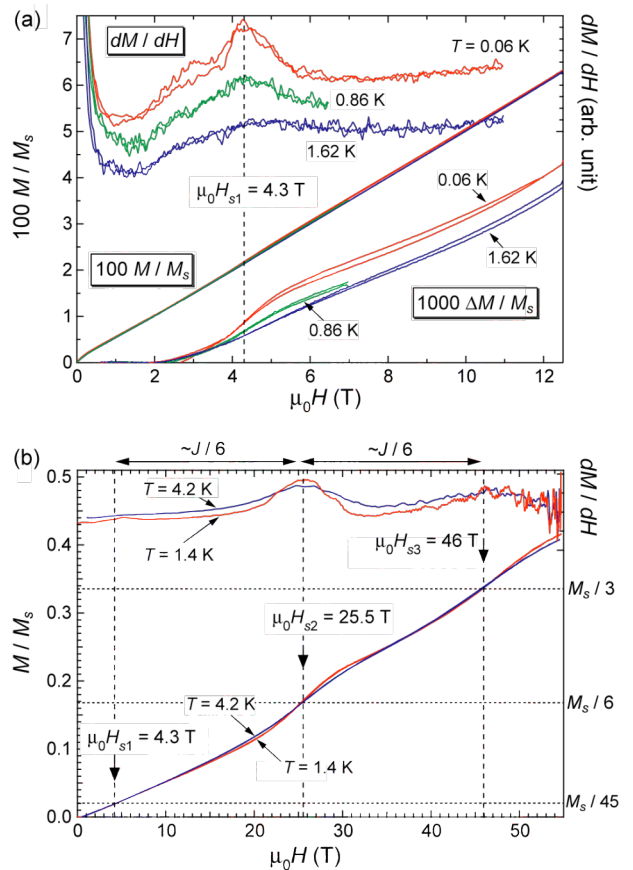 (a)
dM / dH
T = 0.06 K
0.86 K
1.62 K
μ₀Hₛ₁ = 4.3 T
0.06 K
1.62 K
100 M / Mₛ
0.86 K
1000 ΔM / Mₛ
100 M / Mₛ
7
6
5
4
3
2
1
0
dM / dH (arb. unit)
0 2 4 6 8 10 12
μ₀H (T)
(b)
~J / 6 ~J / 6
T = 4.2 K
T = 1.4 K
μ₀Hₛ₃ = 46 T
μ₀Hₛ₂ = 25.5 T
T = 4.2 K
T = 1.4 K
μ₀Hₛ₁ = 4.3 T
M / Mₛ
0.5
0.4
0.3
0.2
0.1
0.0
dM / dH
Mₛ / 3
Mₛ / 6
Mₛ / 45
0 10 20 30 40 50
μ₀H (T)